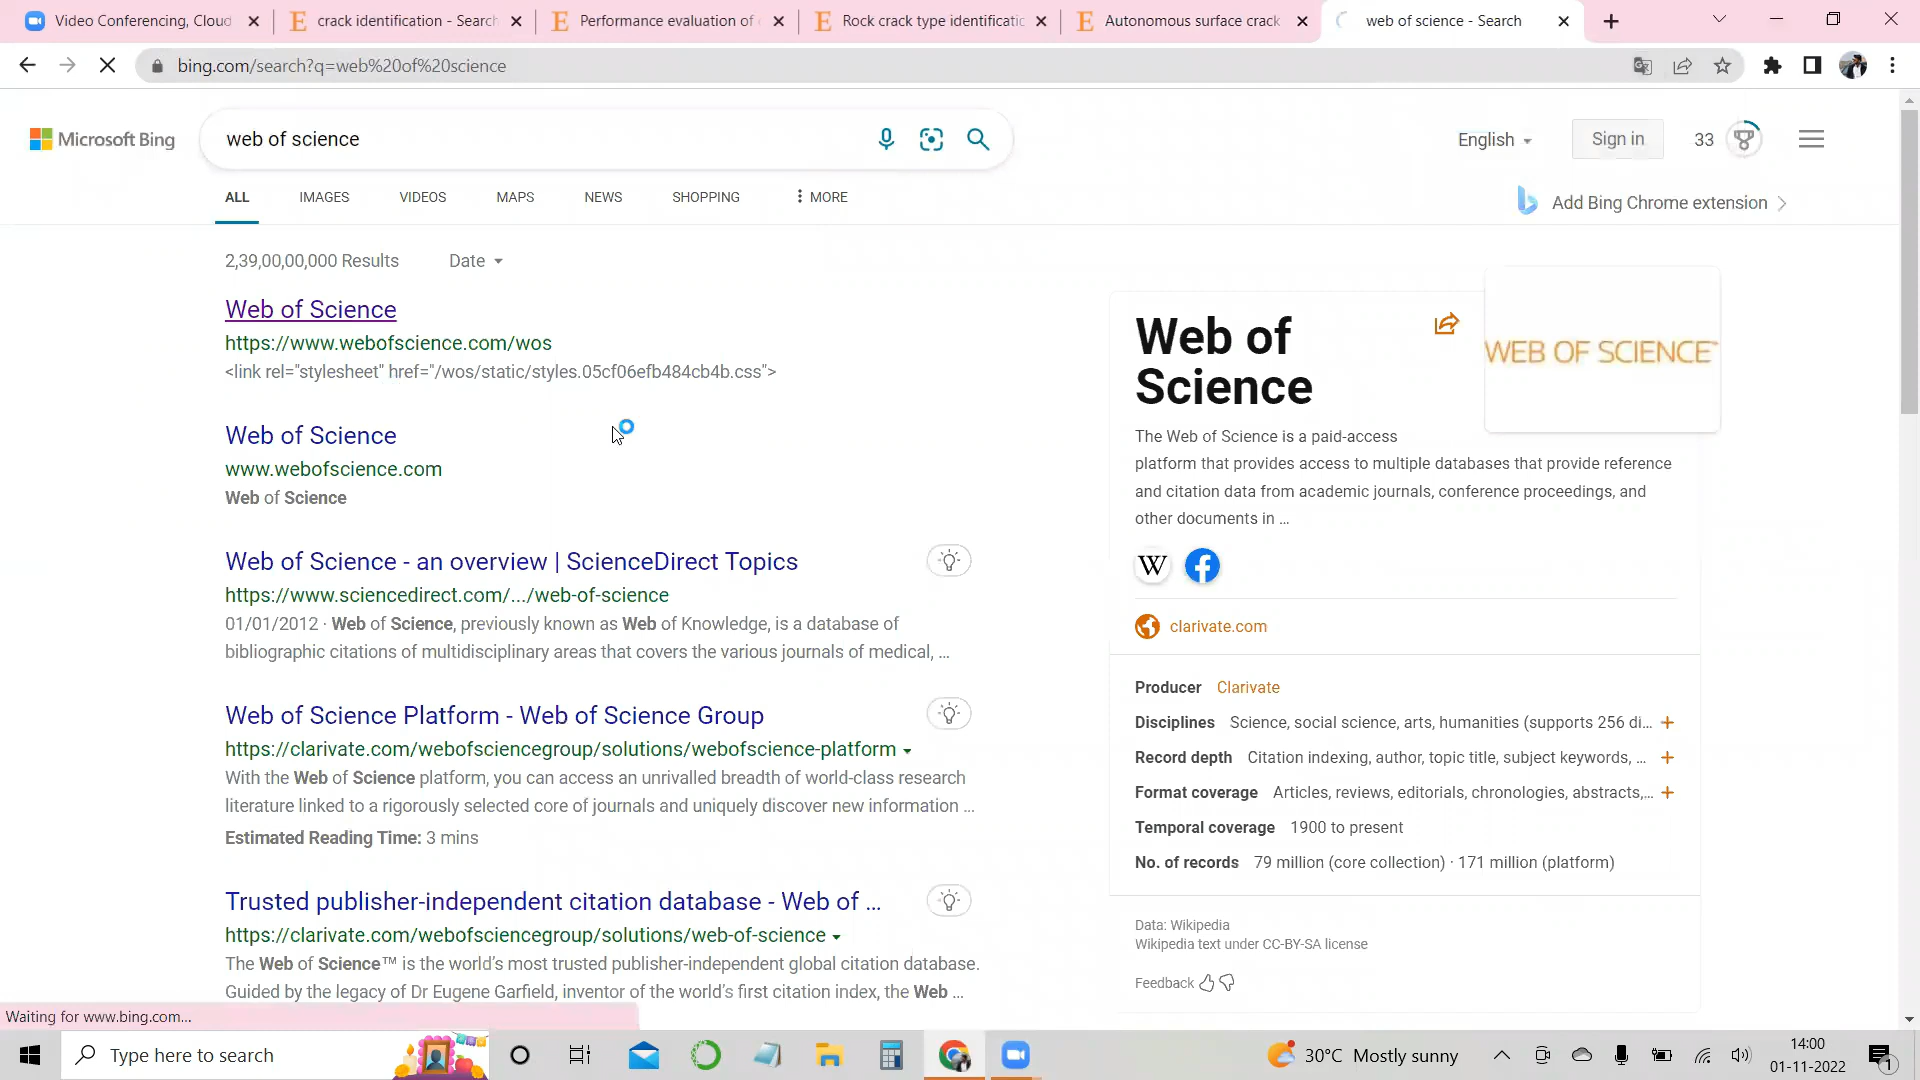 Video Conferencing, Cloud
crack identification - Search
Performance evaluation of
Rock crack type identificatic
Autonomous surface crack
web of science - Search
bing.com/search?q=web%20of%20science
Microsoft Bing
web of science
English
Sign in
33
ALL
IMAGES
VIDEOS
MAPS
NEWS
SHOPPING
MORE
Add Bing Chrome extension
2,39,00,00,000 Results
Date
Web of Science
https://www.webofscience.com/wos
<link rel="stylesheet" href="/wos/static/styles.05cf06efb484cb4b.css">
Web of Science
www.webofscience.com
Web of Science
Web of Science - an overview | ScienceDirect Topics
https://www.sciencedirect.com/.../web-of-science
01/01/2012 · Web of Science, previously known as Web of Knowledge, is a database of
bibliographic citations of multidisciplinary areas that covers the various journals of medical, ...
Web of Science Platform - Web of Science Group
https://clarivate.com/webofsciencegroup/solutions/webofscience-platform
With the Web of Science platform, you can access an unrivalled breadth of world-class research
literature linked to a rigorously selected core of journals and uniquely discover new information ...
Estimated Reading Time: 3 mins
Trusted publisher-independent citation database - Web of ...
https://clarivate.com/webofsciencegroup/solutions/web-of-science
The Web of Science™ is the world's most trusted publisher-independent global citation database.
Guided by the legacy of Dr Eugene Garfield, inventor of the world's first citation index, the Web ...
Web of
Science
WEB OF SCIENCE™
The Web of Science is a paid-access
platform that provides access to multiple databases that provide reference
and citation data from academic journals, conference proceedings, and
other documents in ...
W
clarivate.com
Producer Clarivate
Disciplines Science, social science, arts, humanities (supports 256 di... +
Record depth Citation indexing, author, topic title, subject keywords, ... +
Format coverage Articles, reviews, editorials, chronologies, abstracts,... +
Temporal coverage 1900 to present
No. of records 79 million (core collection) · 171 million (platform)
Data: Wikipedia
Wikipedia text under CC-BY-SA license
Feedback
Waiting for www.bing.com...
Type here to search
30°C Mostly sunny
14:00
01-11-2022
1